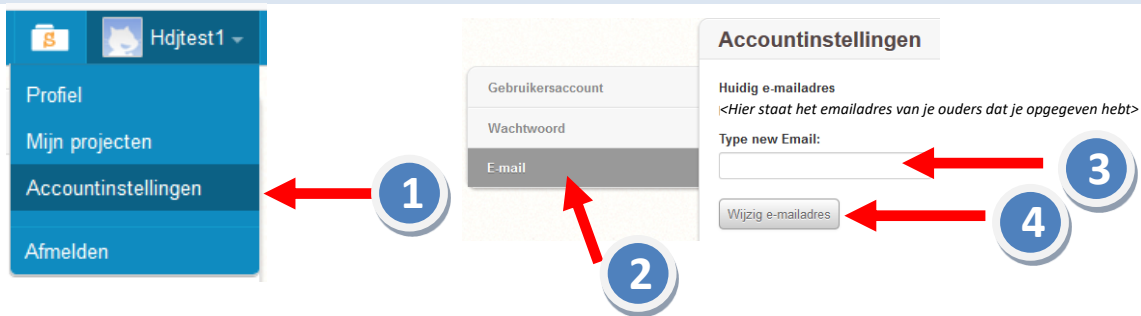 S
Hdjtest1
Profiel
Mijn projecten
Accountinstellingen
Afmelden
1
Gebruikersaccount
Wachtwoord
E-mail
2
Accountinstellingen
Huidig e-mailadres
<Hier staat het emailadres van je ouders dat je opgegeven hebt>
Type new Email:
3
Wijzig e-mailadres
4